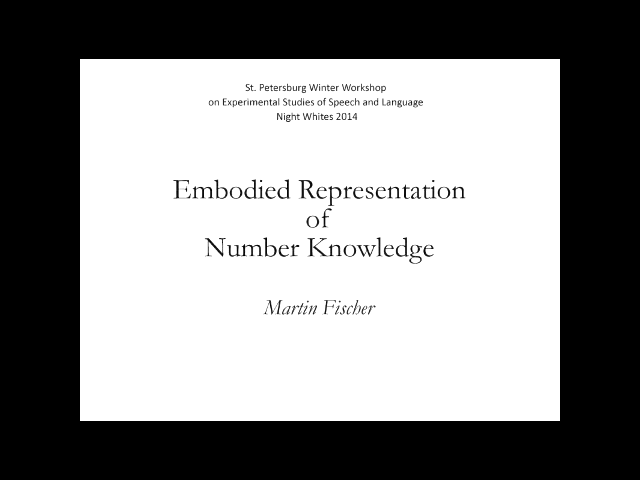 St. Petersburg Winter Workshop
on Experimental Studies of Speech and Language
Night Whites 2014
Embodied Representation
of
Number Knowledge
Martin Fischer